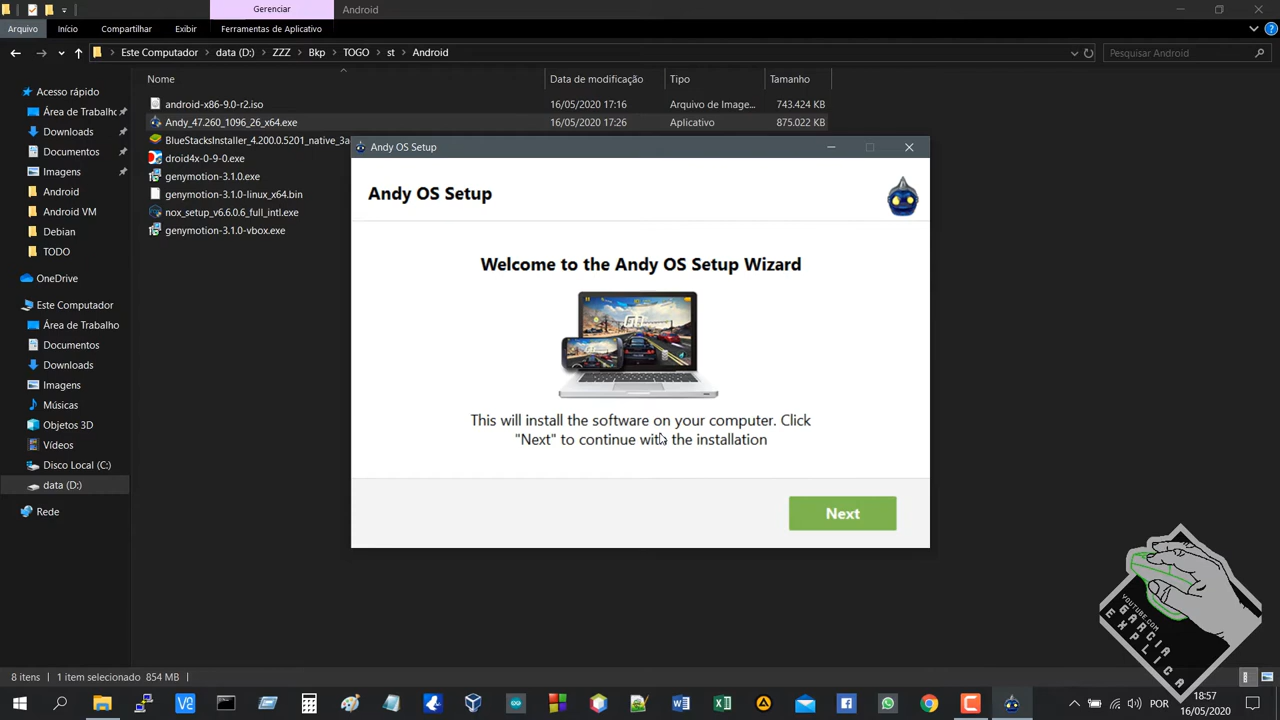 Gerenciar
Android
Arquivo
Início
Compartilhar
Exibir
Ferramentas de Aplicativo
Este Computador > data (D:) > ZZZ > Bkp > TOGO > st > Android
Pesquisar Android
Nome
Data de modificação
Tipo
Tamanho
Acesso rápido
Área de Trabalho
Downloads
Documentos
Imagens
Android
Android VM
Debian
TODO
OneDrive
Este Computador
Área de Trabalho
Documentos
Downloads
Imagens
Músicas
Objetos 3D
Vídeos
Disco Local (C:)
data (D:)
Rede
android-x86-9.0-r2.iso 16/05/2020 17:16 Arquivo de Image... 743.424 KB
Andy_47.260_1096_26_x64.exe 16/05/2020 17:26 Aplicativo 875.022 KB
BlueStacksInstaller_4.200.0.5201_native_3a
droid4x-0-9-0.exe
genymotion-3.1.0.exe
genymotion-3.1.0-linux_x64.bin
nox_setup_v6.6.0.6_full_intl.exe
genymotion-3.1.0-vbox.exe
Andy OS Setup
Andy OS Setup
Welcome to the Andy OS Setup Wizard
This will install the software on your computer. Click
"Next" to continue with the installation
Next
YOUTUBE.COM
GARCIA
EXPLICA
8 itens
1 item selecionado 854 MB
POR
18:57
16/05/2020